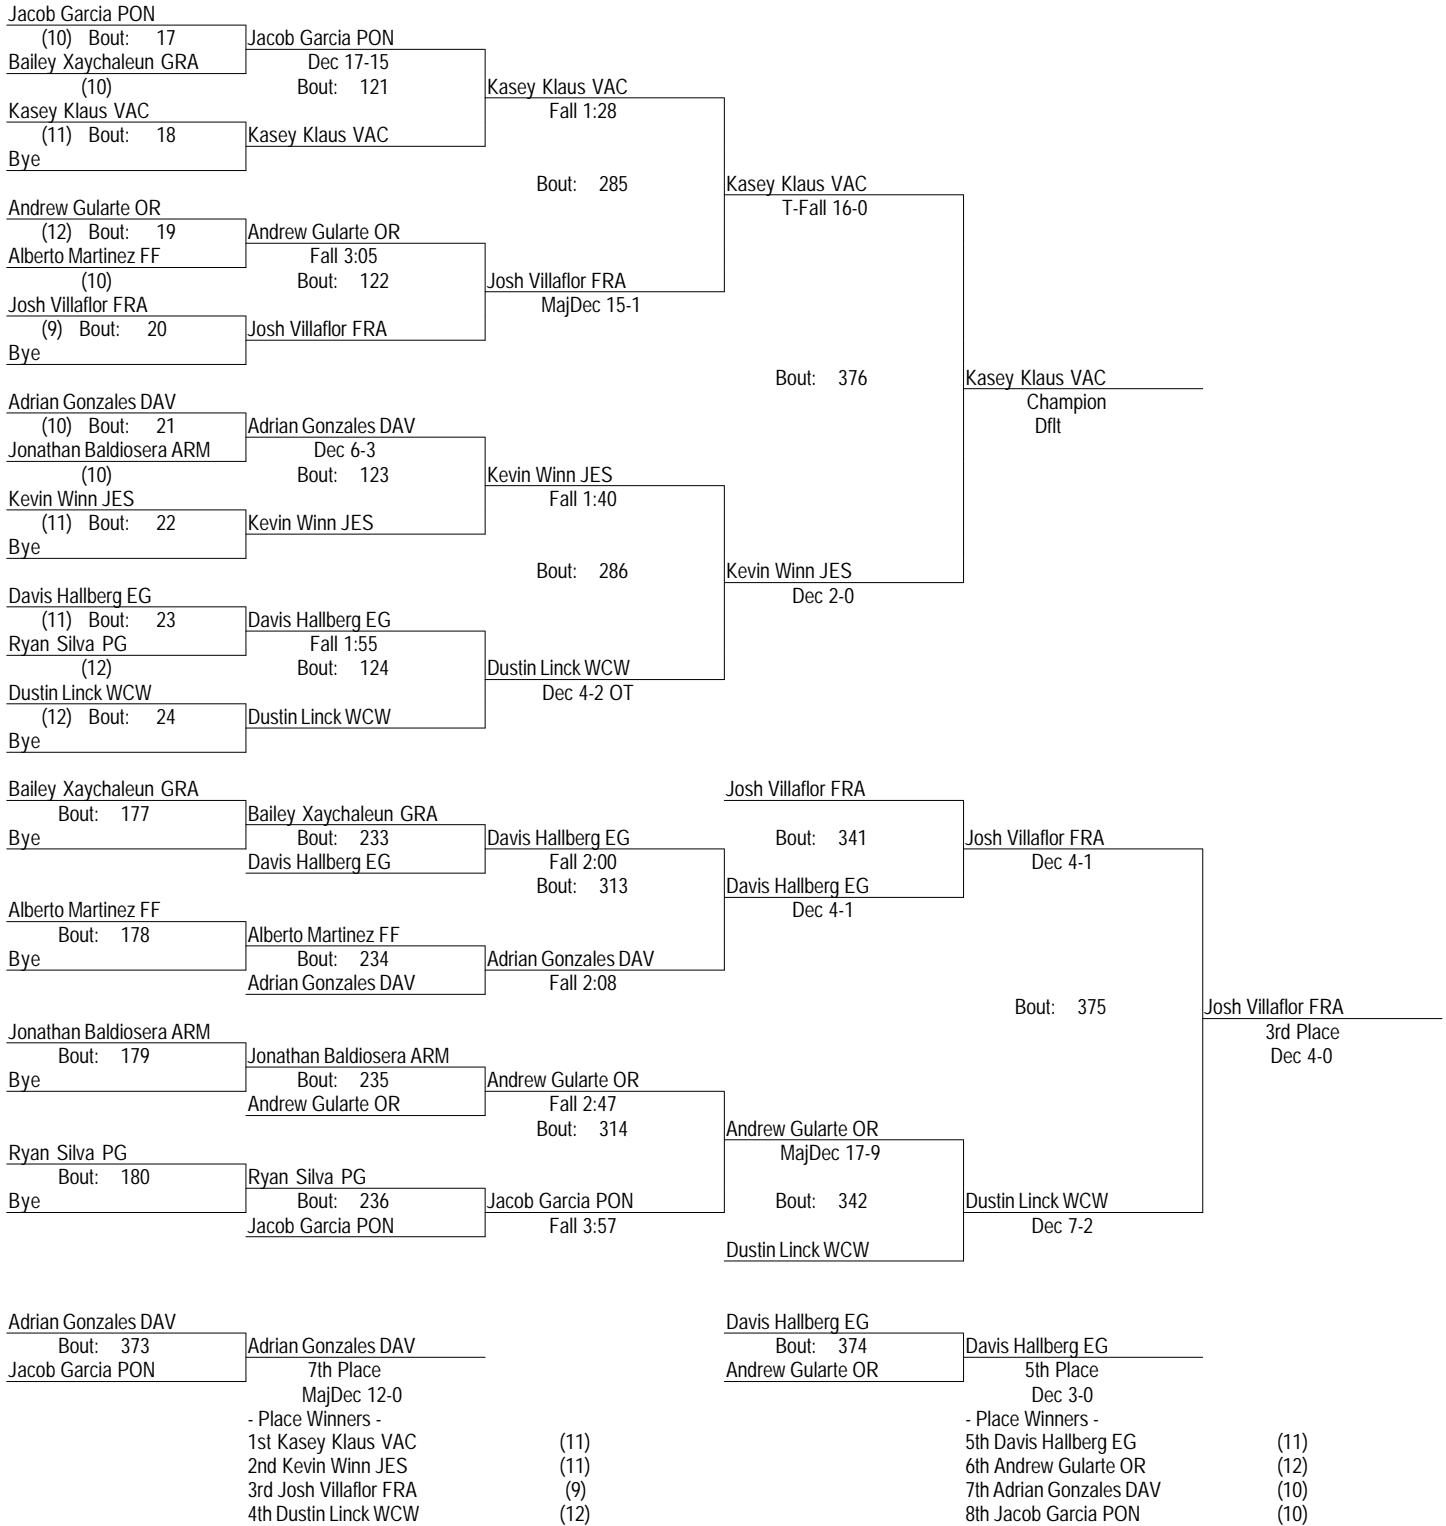 Jacob Garcia PON
(10) Bout: 17 Jacob Garcia PON
Bailey Xaychaleun GRA Dec 17-15
(10) Bout: 121 Kasey Klaus VAC
Kasey Klaus VAC Fall 1:28
(11) Bout: 18 Kasey Klaus VAC
Bye
Bout: 285 Kasey Klaus VAC
Andrew Gularte OR T-Fall 16-0
(12) Bout: 19 Andrew Gularte OR
Alberto Martinez FF Fall 3:05
(10) Bout: 122 Josh Villaflor FRA
Josh Villaflor FRA MajDec 15-1
(9) Bout: 20 Josh Villaflor FRA
Bye
Bout: 376 Kasey Klaus VAC
Adrian Gonzales DAV Champion
(10) Bout: 21 Adrian Gonzales DAV Dflt
Jonathan Baldiosera ARM Dec 6-3
(10) Bout: 123 Kevin Winn JES
Kevin Winn JES Fall 1:40
(11) Bout: 22 Kevin Winn JES
Bye
Bout: 286 Kevin Winn JES
Davis Hallberg EG Dec 2-0
(11) Bout: 23 Davis Hallberg EG
Ryan Silva PG Fall 1:55
(12) Bout: 124 Dustin Linck WCW
Dustin Linck WCW Dec 4-2 OT
(12) Bout: 24 Dustin Linck WCW
Bye
Bailey Xaychaleun GRA Josh Villaflor FRA
Bout: 177 Bailey Xaychaleun GRA
Bye Bout: 233 Davis Hallberg EG Bout: 341 Josh Villaflor FRA
Davis Hallberg EG Fall 2:00 Dec 4-1
Bout: 313 Davis Hallberg EG
Alberto Martinez FF Dec 4-1
Bout: 178 Alberto Martinez FF
Bye Bout: 234 Adrian Gonzales DAV
Adrian Gonzales DAV Fall 2:08
Bout: 375 Josh Villaflor FRA
Jonathan Baldiosera ARM 3rd Place
Bout: 179 Jonathan Baldiosera ARM Dec 4-0
Bye Bout: 235 Andrew Gularte OR
Andrew Gularte OR Fall 2:47
Bout: 314 Andrew Gularte OR
Ryan Silva PG MajDec 17-9
Bout: 180 Ryan Silva PG
Bye Bout: 236 Jacob Garcia PON Bout: 342 Dustin Linck WCW
Jacob Garcia PON Fall 3:57 Dec 7-2
Dustin Linck WCW
Adrian Gonzales DAV Davis Hallberg EG
Bout: 373 Adrian Gonzales DAV Bout: 374 Davis Hallberg EG
Jacob Garcia PON 7th Place Andrew Gularte OR 5th Place
MajDec 12-0 Dec 3-0
- Place Winners - - Place Winners -
1st Kasey Klaus VAC (11) 5th Davis Hallberg EG (11)
2nd Kevin Winn JES (11) 6th Andrew Gularte OR (12)
3rd Josh Villaflor FRA (9) 7th Adrian Gonzales DAV (10)
4th Dustin Linck WCW (12) 8th Jacob Garcia PON (10)